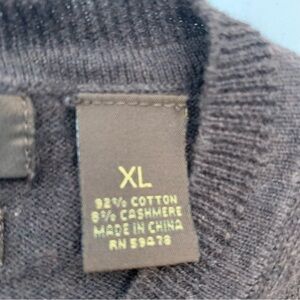 XL
92% COTTON
8% CASHMERE
MADE IN CHINA
RN 59478